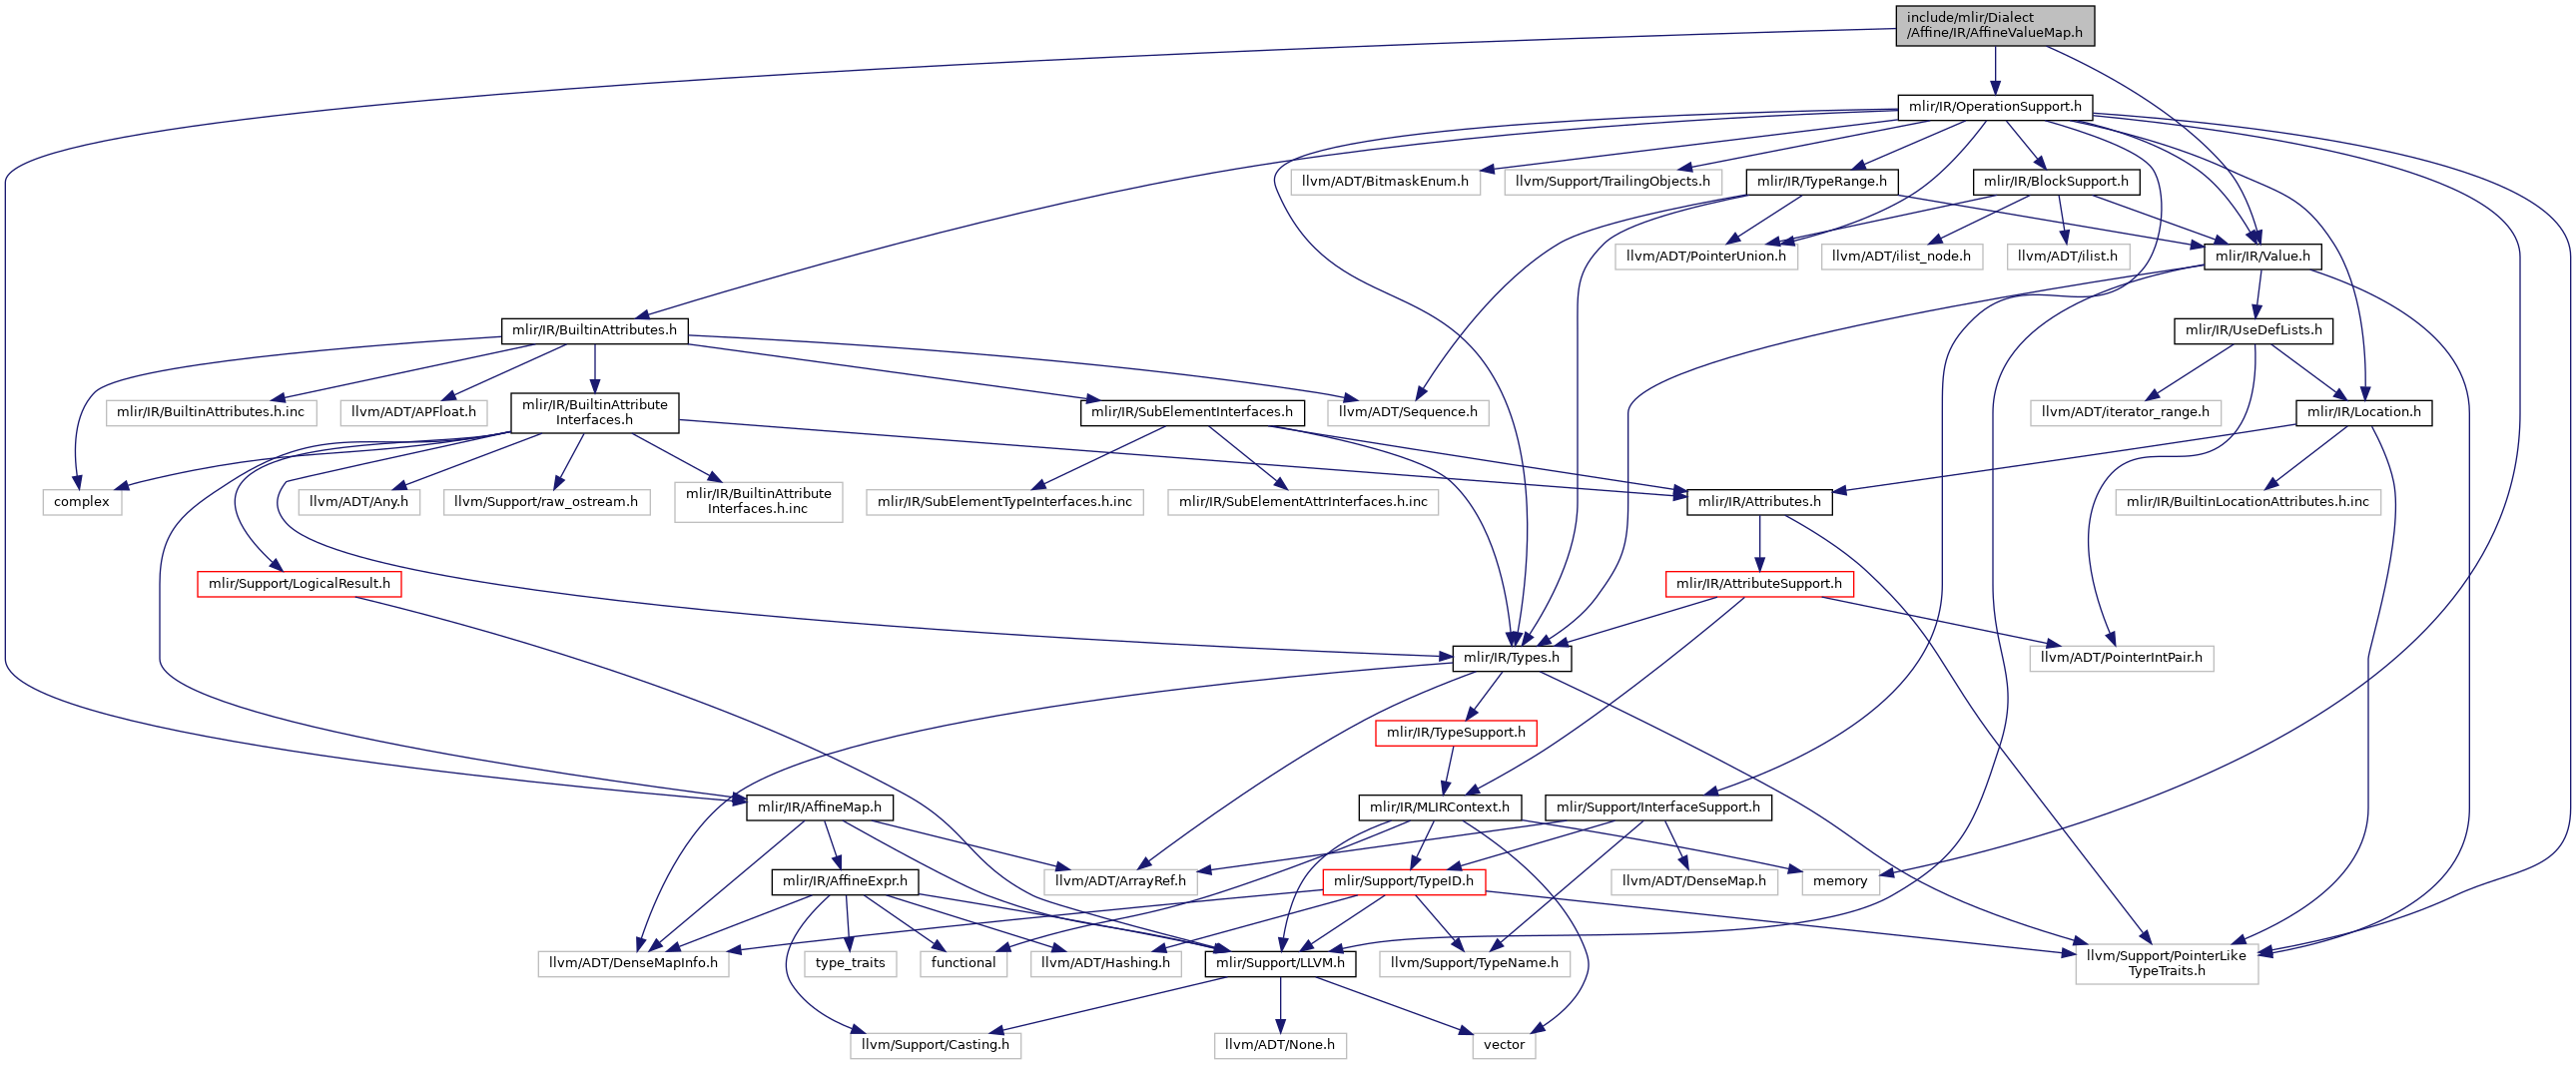 include/mlir/Dialect
/Affine/IR/AffineValueMap.h
mlir/IR/OperationSupport.h
llvm/ADT/BitmaskEnum.h
llvm/Support/TrailingObjects.h
mlir/IR/TypeRange.h
mlir/IR/BlockSupport.h
llvm/ADT/PointerUnion.h
llvm/ADT/ilist_node.h
llvm/ADT/ilist.h
mlir/IR/Value.h
mlir/IR/BuiltinAttributes.h
mlir/IR/UseDefLists.h
mlir/IR/BuiltinAttributes.h.inc
llvm/ADT/APFloat.h
mlir/IR/BuiltinAttribute
Interfaces.h
mlir/IR/SubElementInterfaces.h
llvm/ADT/Sequence.h
llvm/ADT/iterator_range.h
mlir/IR/Location.h
complex
llvm/ADT/Any.h
llvm/Support/raw_ostream.h
mlir/IR/BuiltinAttribute
Interfaces.h.inc
mlir/IR/SubElementTypeInterfaces.h.inc
mlir/IR/SubElementAttrInterfaces.h.inc
mlir/IR/Attributes.h
mlir/IR/BuiltinLocationAttributes.h.inc
mlir/Support/LogicalResult.h
mlir/IR/AttributeSupport.h
mlir/IR/Types.h
llvm/ADT/PointerIntPair.h
mlir/IR/TypeSupport.h
mlir/IR/AffineMap.h
mlir/IR/MLIRContext.h
mlir/Support/InterfaceSupport.h
mlir/IR/AffineExpr.h
llvm/ADT/ArrayRef.h
mlir/Support/TypeID.h
llvm/ADT/DenseMap.h
memory
llvm/ADT/DenseMapInfo.h
type_traits
functional
llvm/ADT/Hashing.h
mlir/Support/LLVM.h
llvm/Support/TypeName.h
llvm/Support/PointerLike
TypeTraits.h
llvm/Support/Casting.h
llvm/ADT/None.h
vector